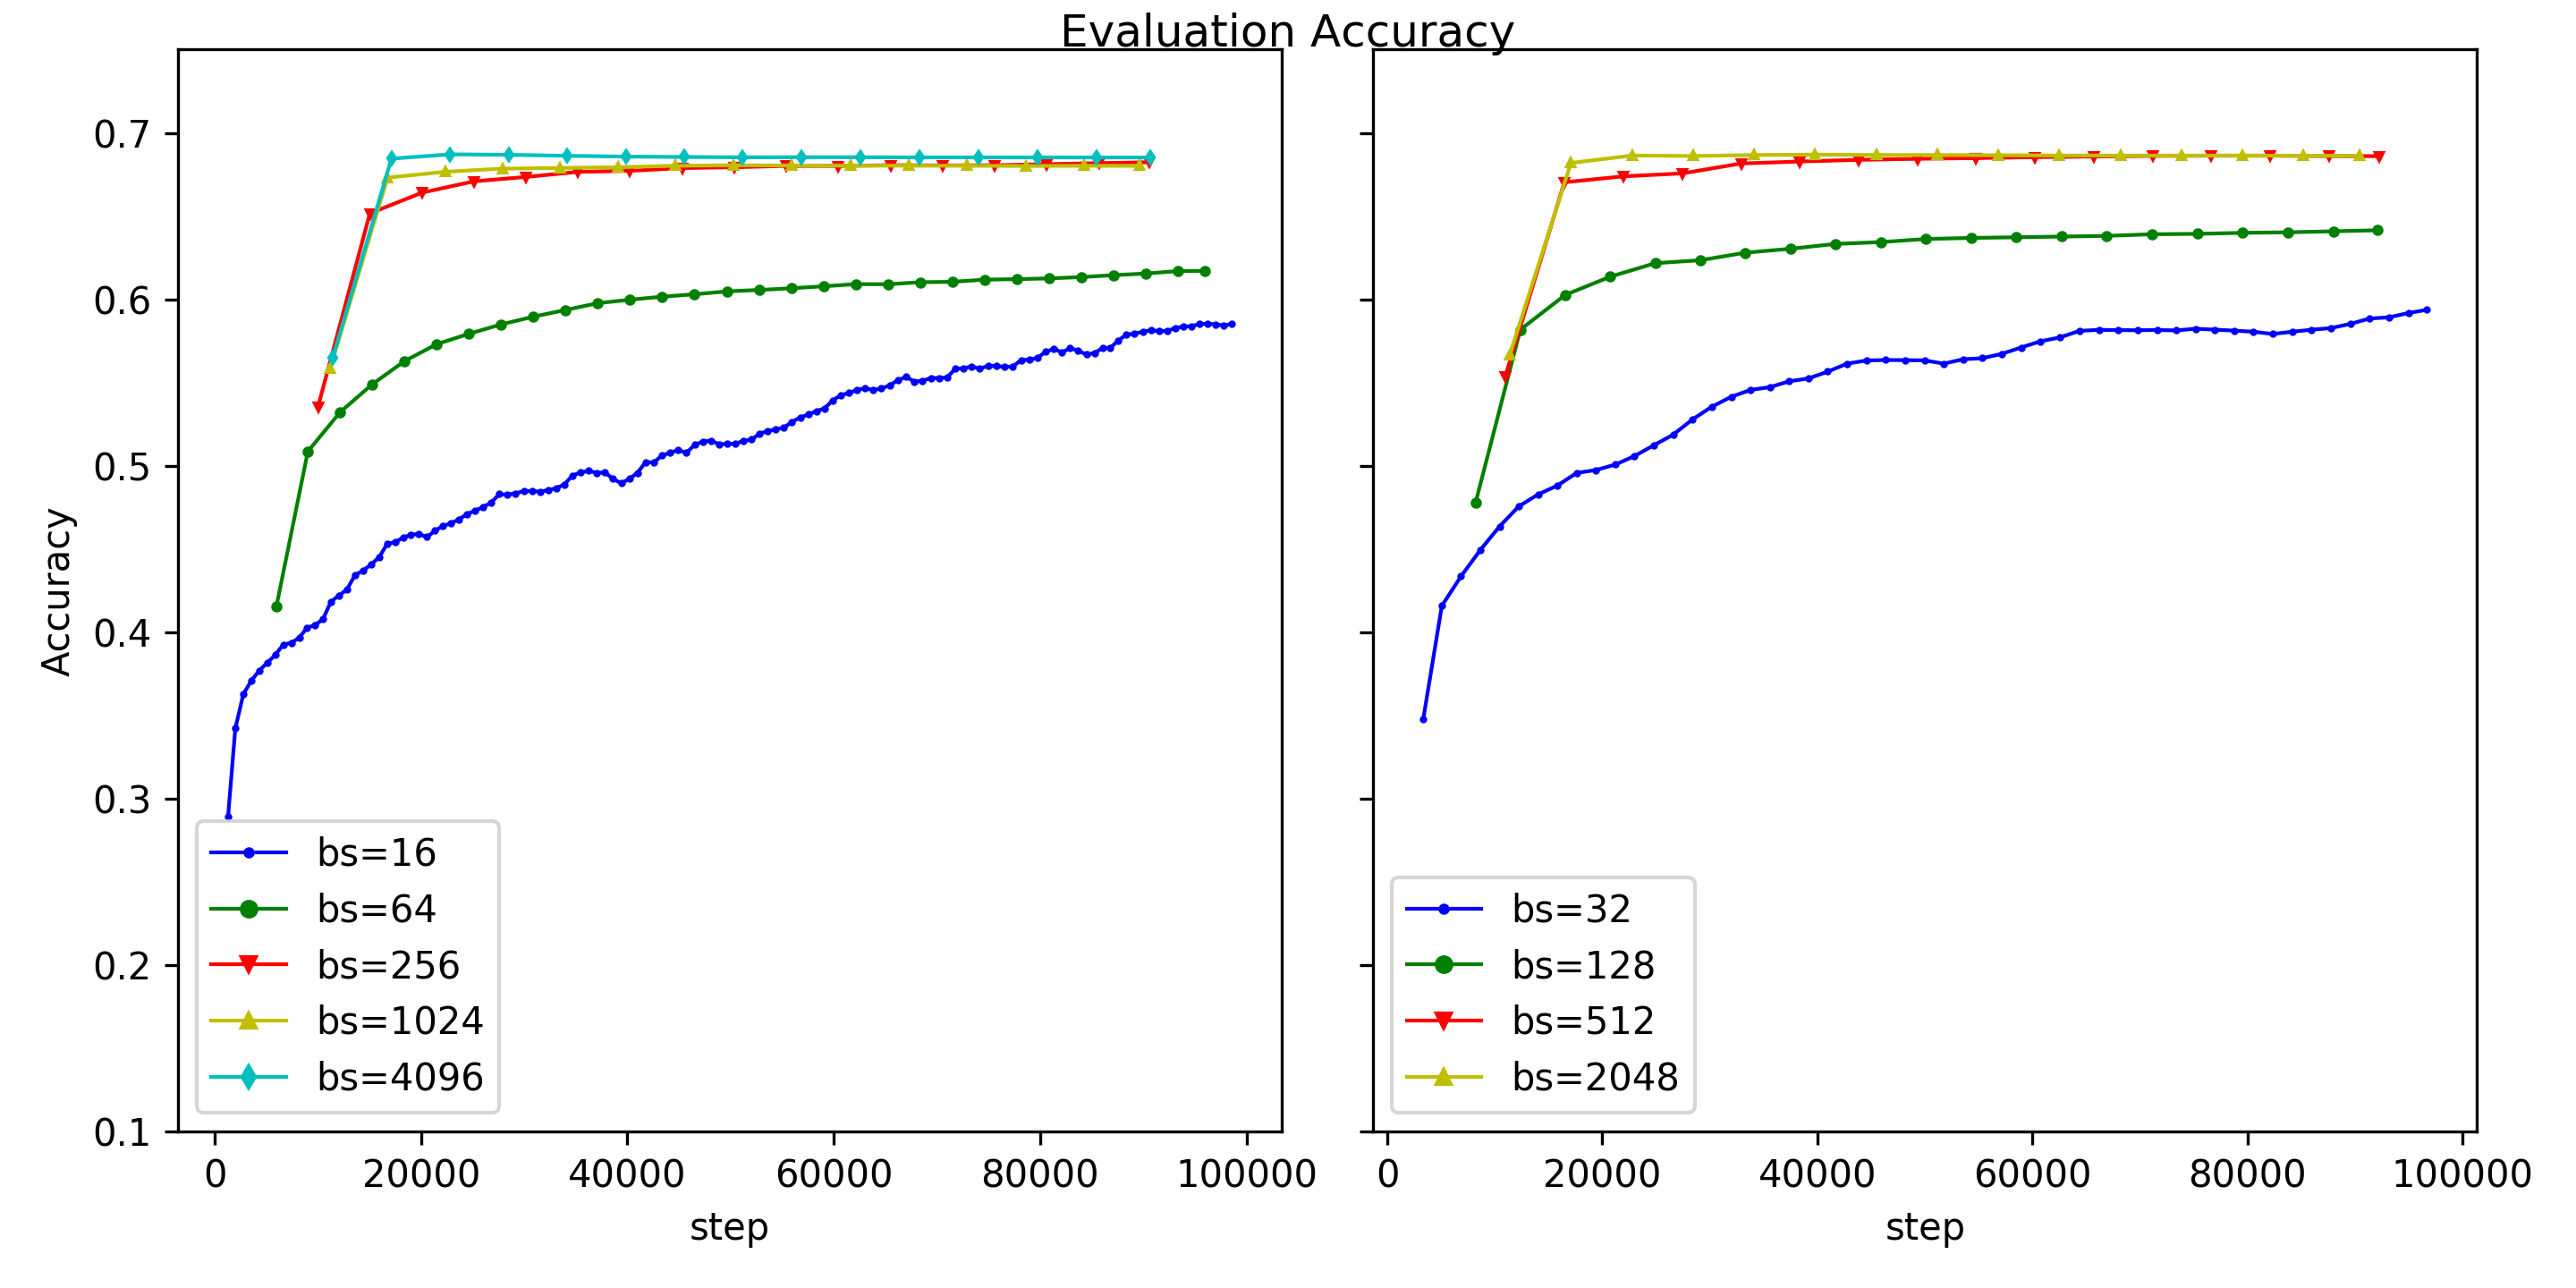 Evaluation Accuracy
Accuracy
0.7
0.6
0.5
0.4
0.3
0.2
0.1
bs=16
bs=64
bs=256
bs=1024
bs=4096
0 20000 40000 60000 80000 100000
step
bs=32
bs=128
bs=512
bs=2048
0 20000 40000 60000 80000 100000
step